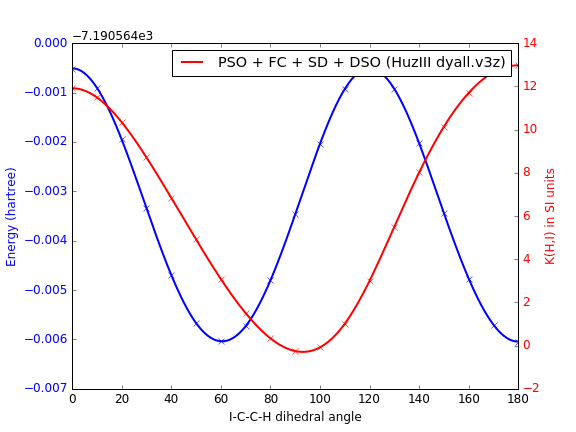 −7.190564e3
PSO + FC + SD + DSO (HuzIII dyall.v3z)
0.000
−0.001
−0.002
−0.003
−0.004
−0.005
−0.006
−0.007
Energy (hartree)
14
12
10
8
6
4
2
0
−2
K(H,I) in SI units
0 20 40 60 80 100 120 140 160 180
I-C-C-H dihedral angle